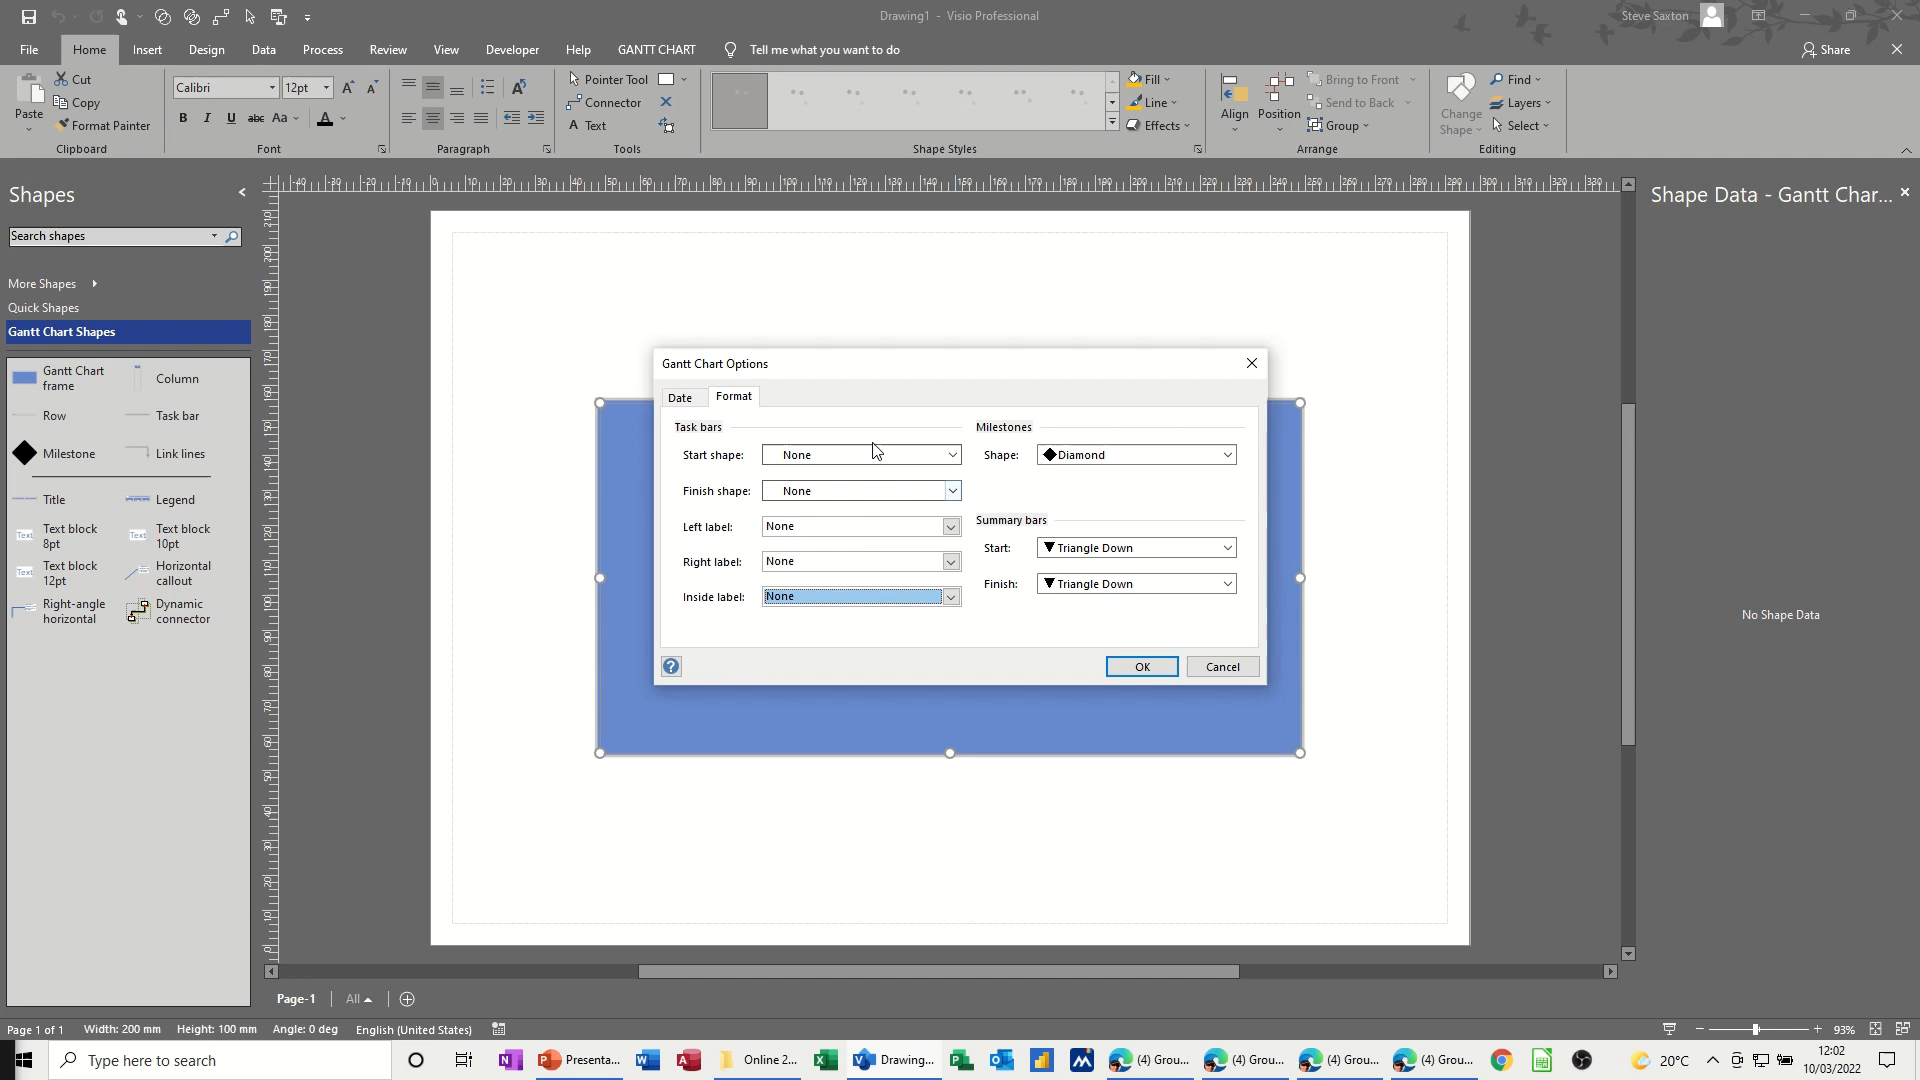 Drawing1 - Visio Professional
Steve Saxton
File Home Insert Design Data Process Review View Developer Help GANTT CHART Tell me what you want to do
Share
Paste
Cut
Copy
Format Painter
Clipboard
Calibri 12pt
B I U abc Aa A
Font
Paragraph
Pointer Tool
Connector
A Text
Tools
Shape Styles
Fill
Line
Effects
Align
Position
Bring to Front
Send to Back
Group
Arrange
Change Shape
Find
Layers
Select
Editing
Shapes
Search shapes
More Shapes
Quick Shapes
Gantt Chart Shapes
Gantt Chart frame
Column
Row
Task bar
Milestone
Link lines
Title
Legend
Text block 8pt
Text block 10pt
Text block 12pt
Horizontal callout
Right-angle horizontal
Dynamic connector
Gantt Chart Options
Date Format
Task bars
Start shape: None
Finish shape: None
Left label: None
Right label: None
Inside label: None
Milestones
Shape: Diamond
Summary bars
Start: Triangle Down
Finish: Triangle Down
OK Cancel
Shape Data - Gantt Char...
No Shape Data
Page-1 All
Page 1 of 1 Width: 200 mm Height: 100 mm Angle: 0 deg English (United States)
93%
Type here to search
Presenta...
Online 2...
Drawing...
(4) Grou...
(4) Grou...
(4) Grou...
(4) Grou...
20°C
12:02
10/03/2022